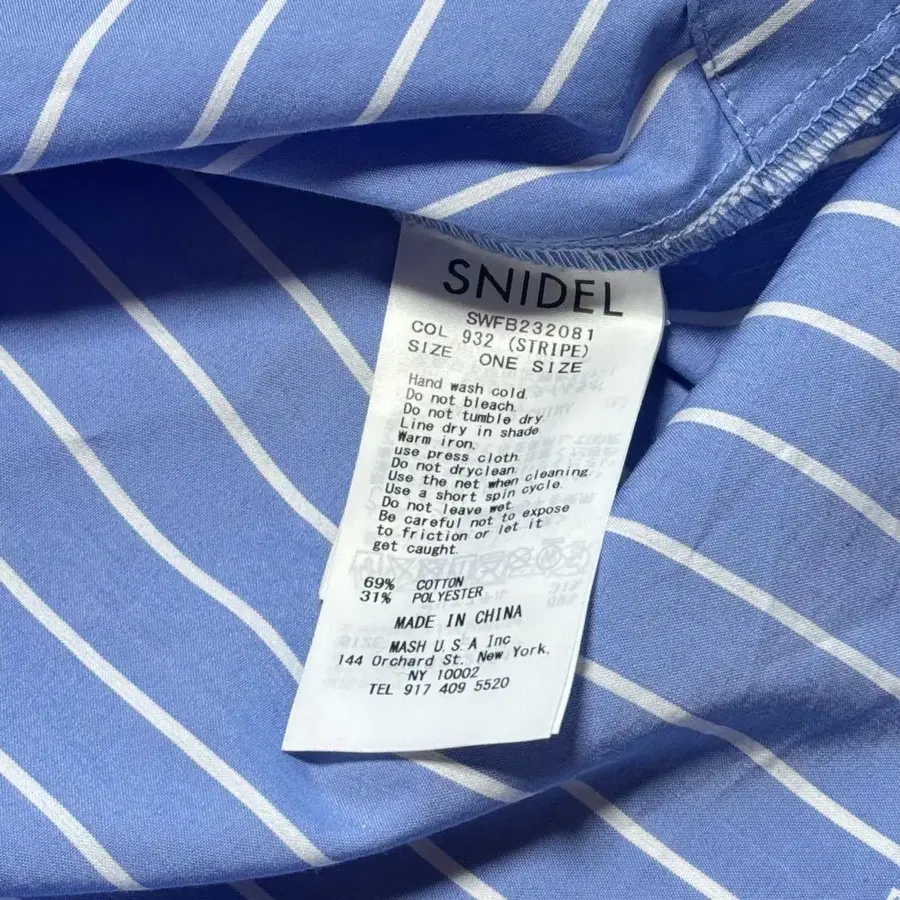 SNIDEL
SWFB232081
COL 932 (STRIPE)
SIZE ONE SIZE
Hand wash cold.
Do not bleach.
Do not tumble dry.
Line dry in shade.
Warm iron.
use press cloth.
Do not dryclean.
Use the net when cleaning.
Use a short spin cycle.
Do not leave wet.
Be careful not to expose
to friction or let it
get caught.
69% COTTON
31% POLYESTER
MADE IN CHINA
MASH U.S.A Inc
144 Orchard St. New York,
NY 10002
TEL 917 409 5520